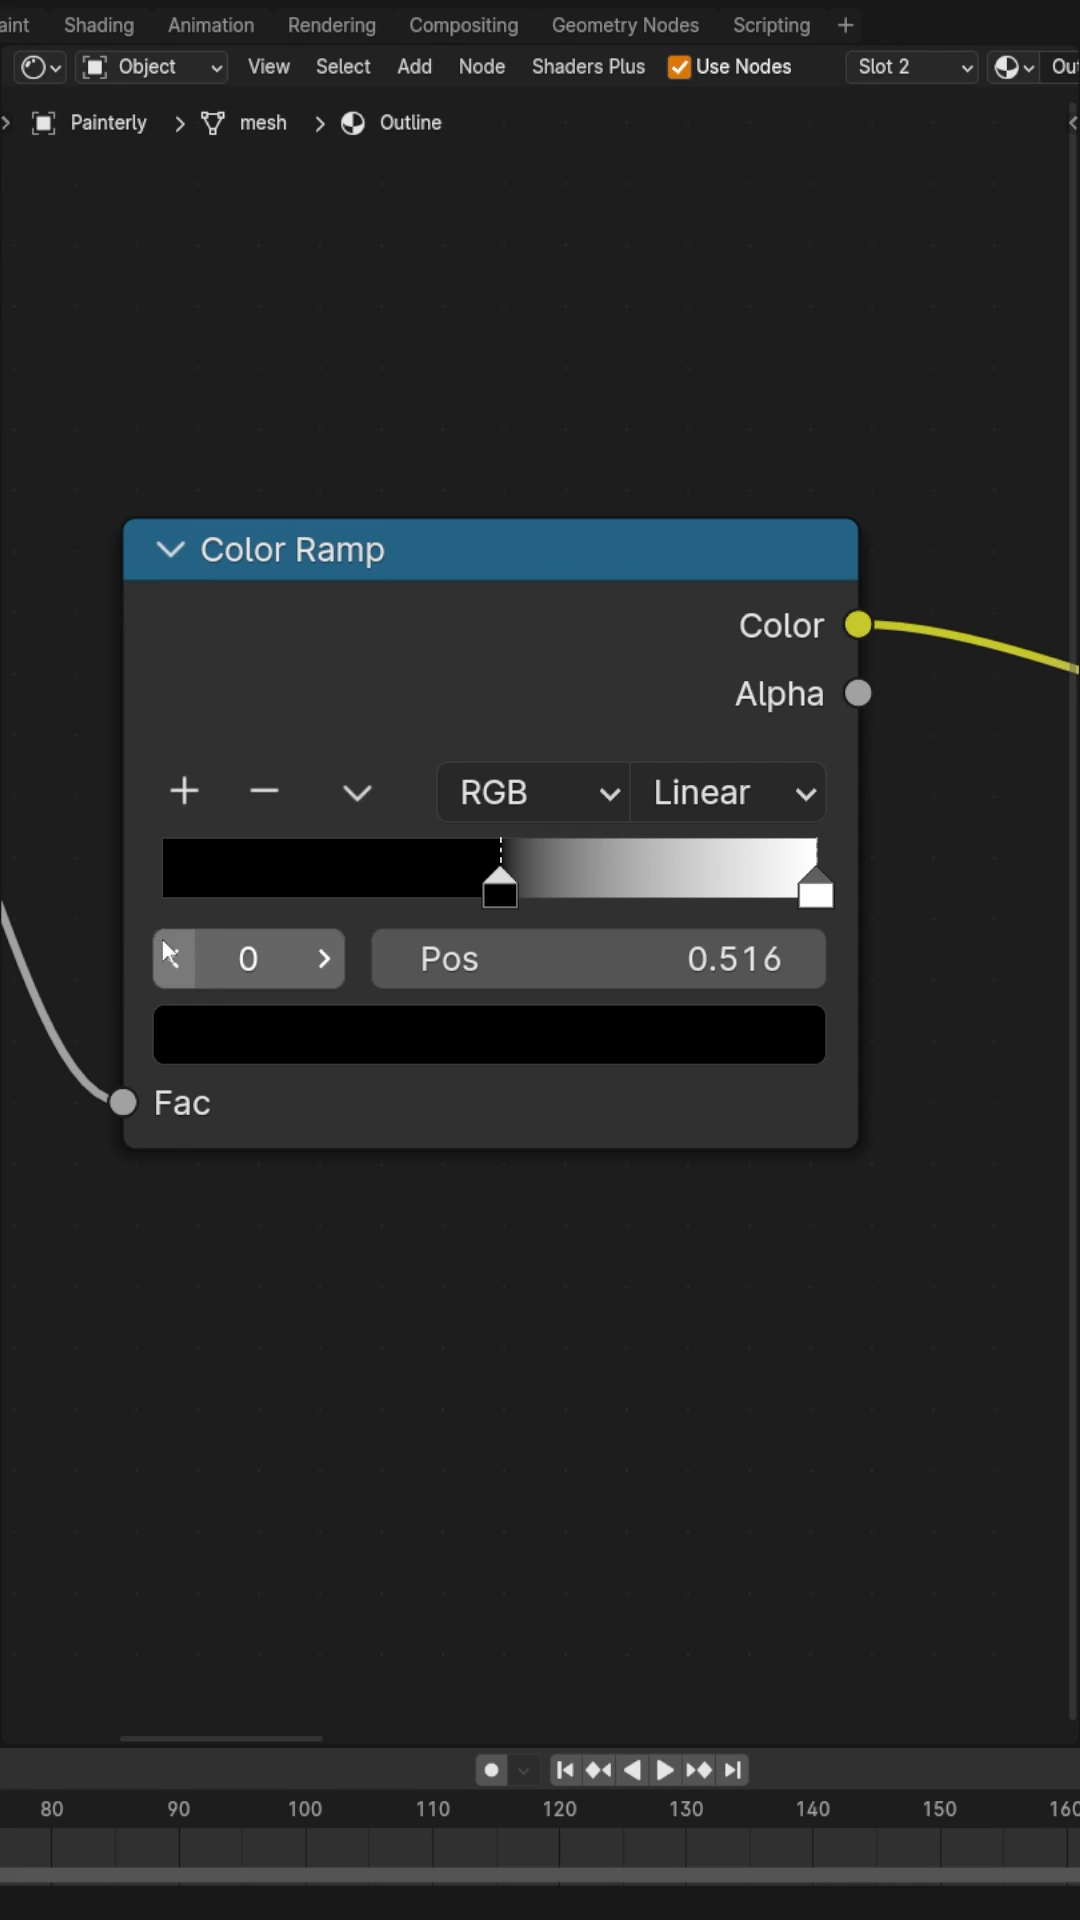 aint Shading Animation Rendering Compositing Geometry Nodes Scripting +
Object View Select Add Node Shaders Plus Use Nodes Slot 2 Out
Painterly > mesh > Outline
Color Ramp
Color
Alpha
RGB Linear
0 Pos 0.516
Fac
80 90 100 110 120 130 140 150 160